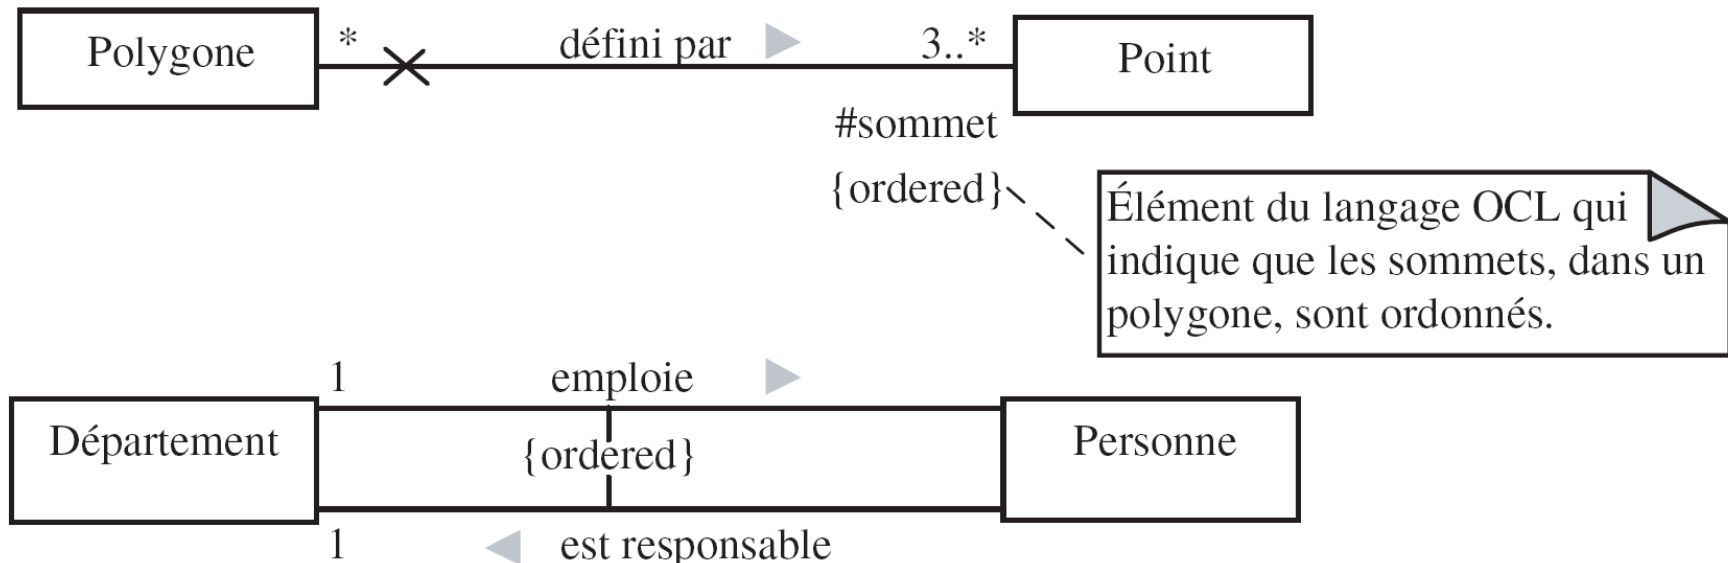 Polygone
*
défini par
3..*
Point
#sommet
{ordered}
Élément du langage OCL qui
indique que les sommets, dans un
polygone, sont ordonnés.
1
emploie
Département
{ordered}
Personne
1
est responsable